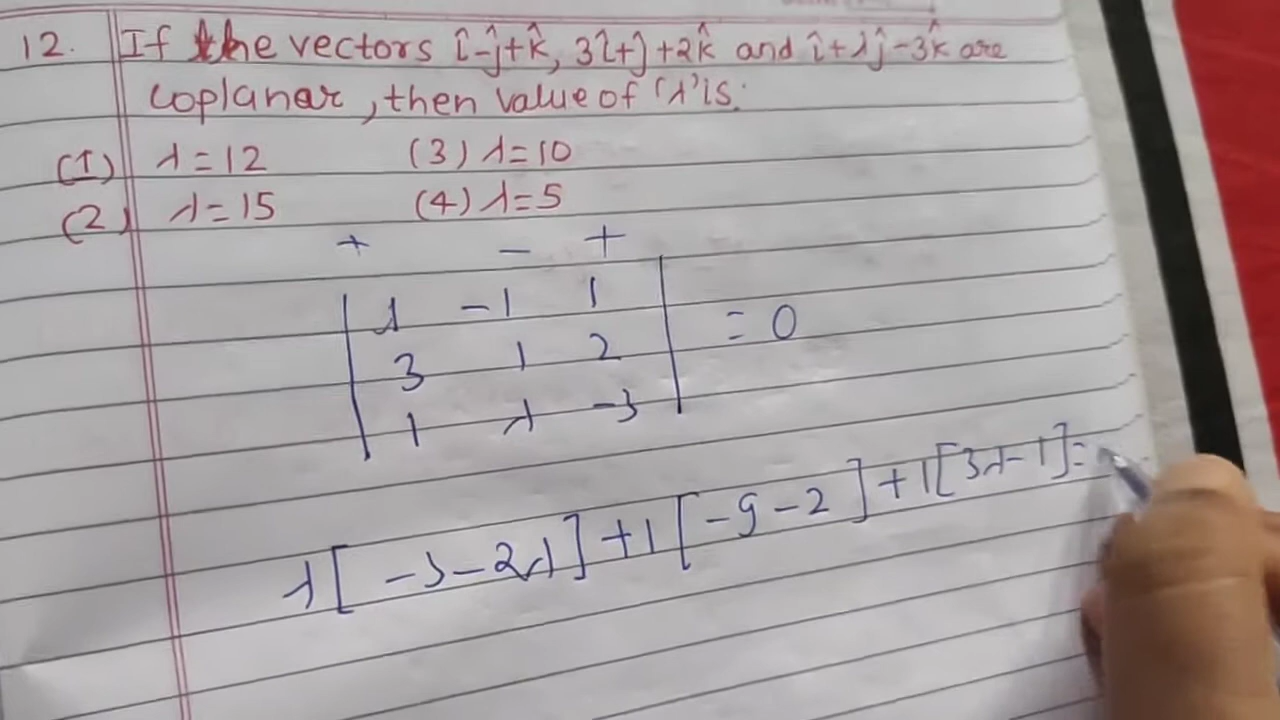 12. If the vectors î-ĵ+k̂, 3î+ĵ+2k̂ and î+λĵ-3k̂ are
coplanar, then value of 'λ' is:
(1) λ=12 (3) λ=10
(2) λ=15 (4) λ=5
+ - +
λ -1 1
3 1 2 = 0
1 λ -3
λ[-3-2λ]+1[-9-2]+1[3λ-1]=